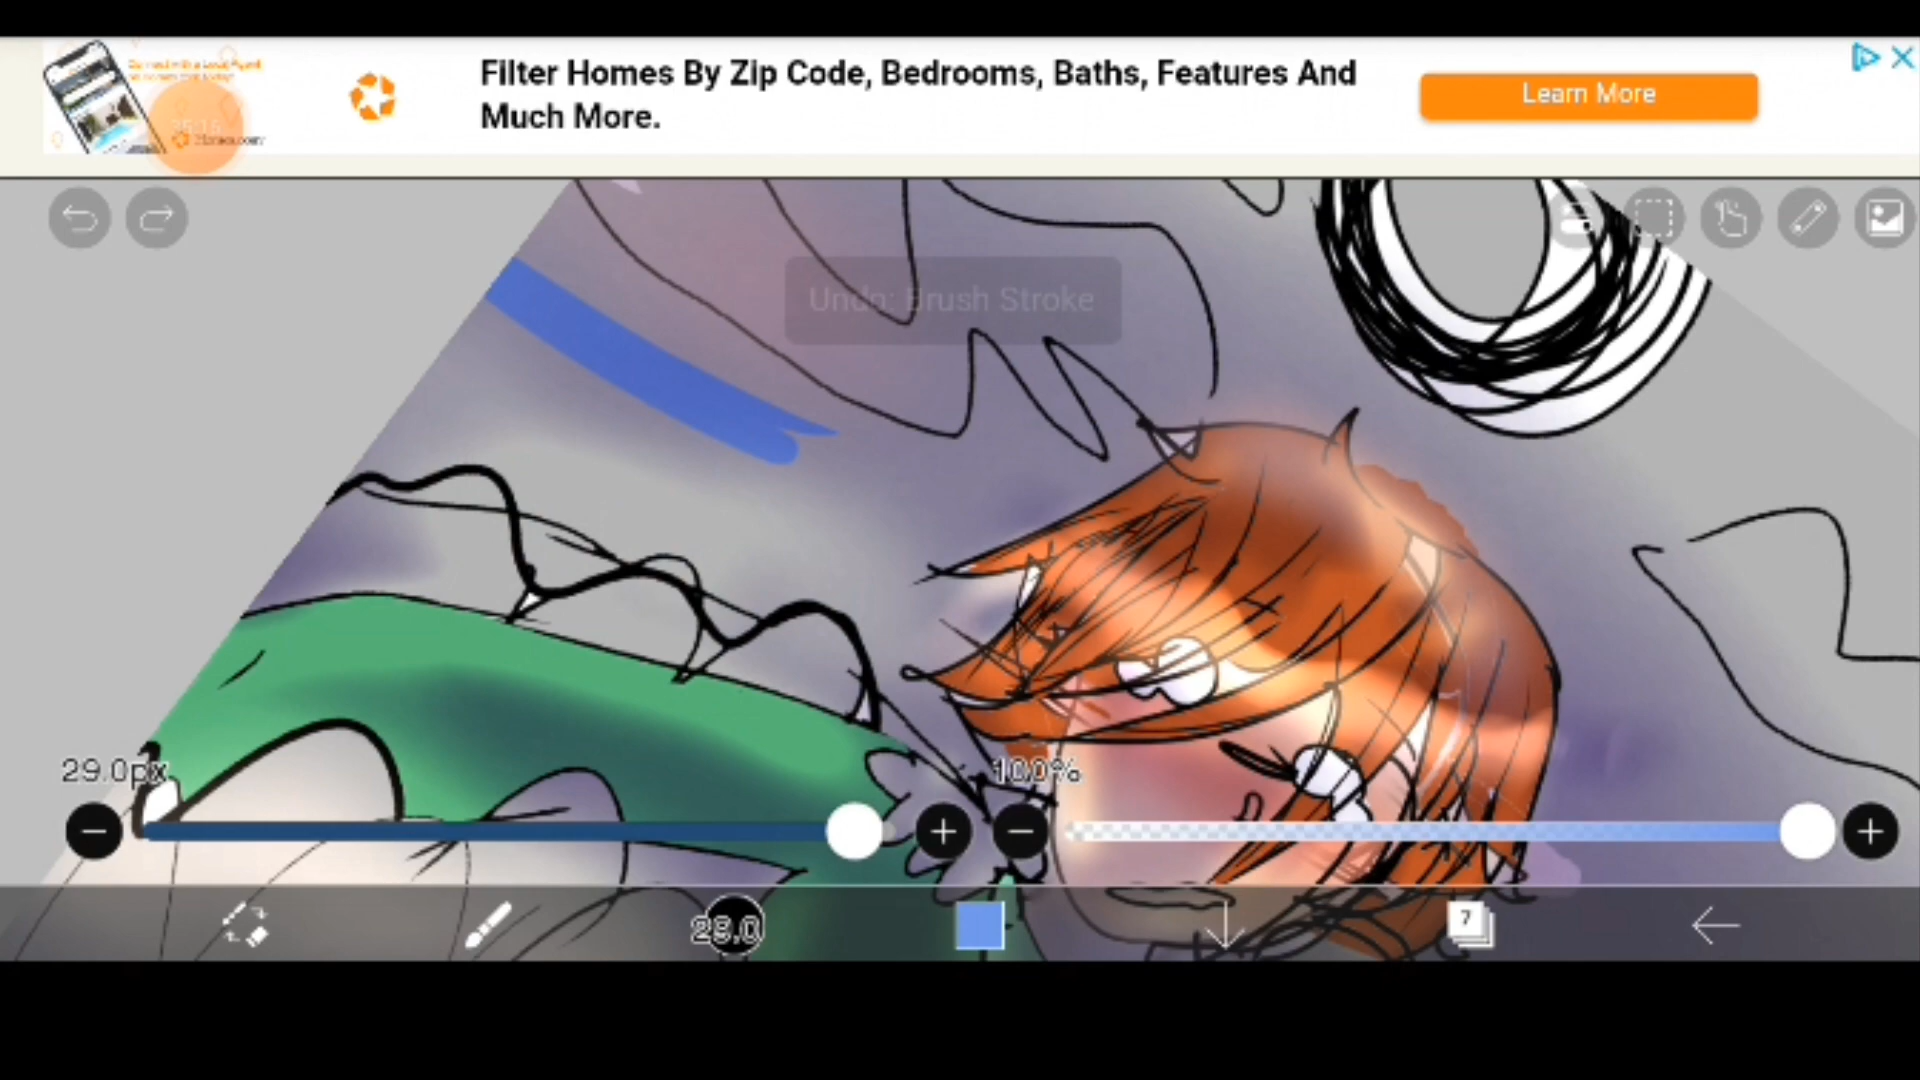 Filter Homes By Zip Code, Bedrooms, Baths, Features And
Much More.
Learn More
Undo: Brush Stroke
29.0px
100%
29.0
7